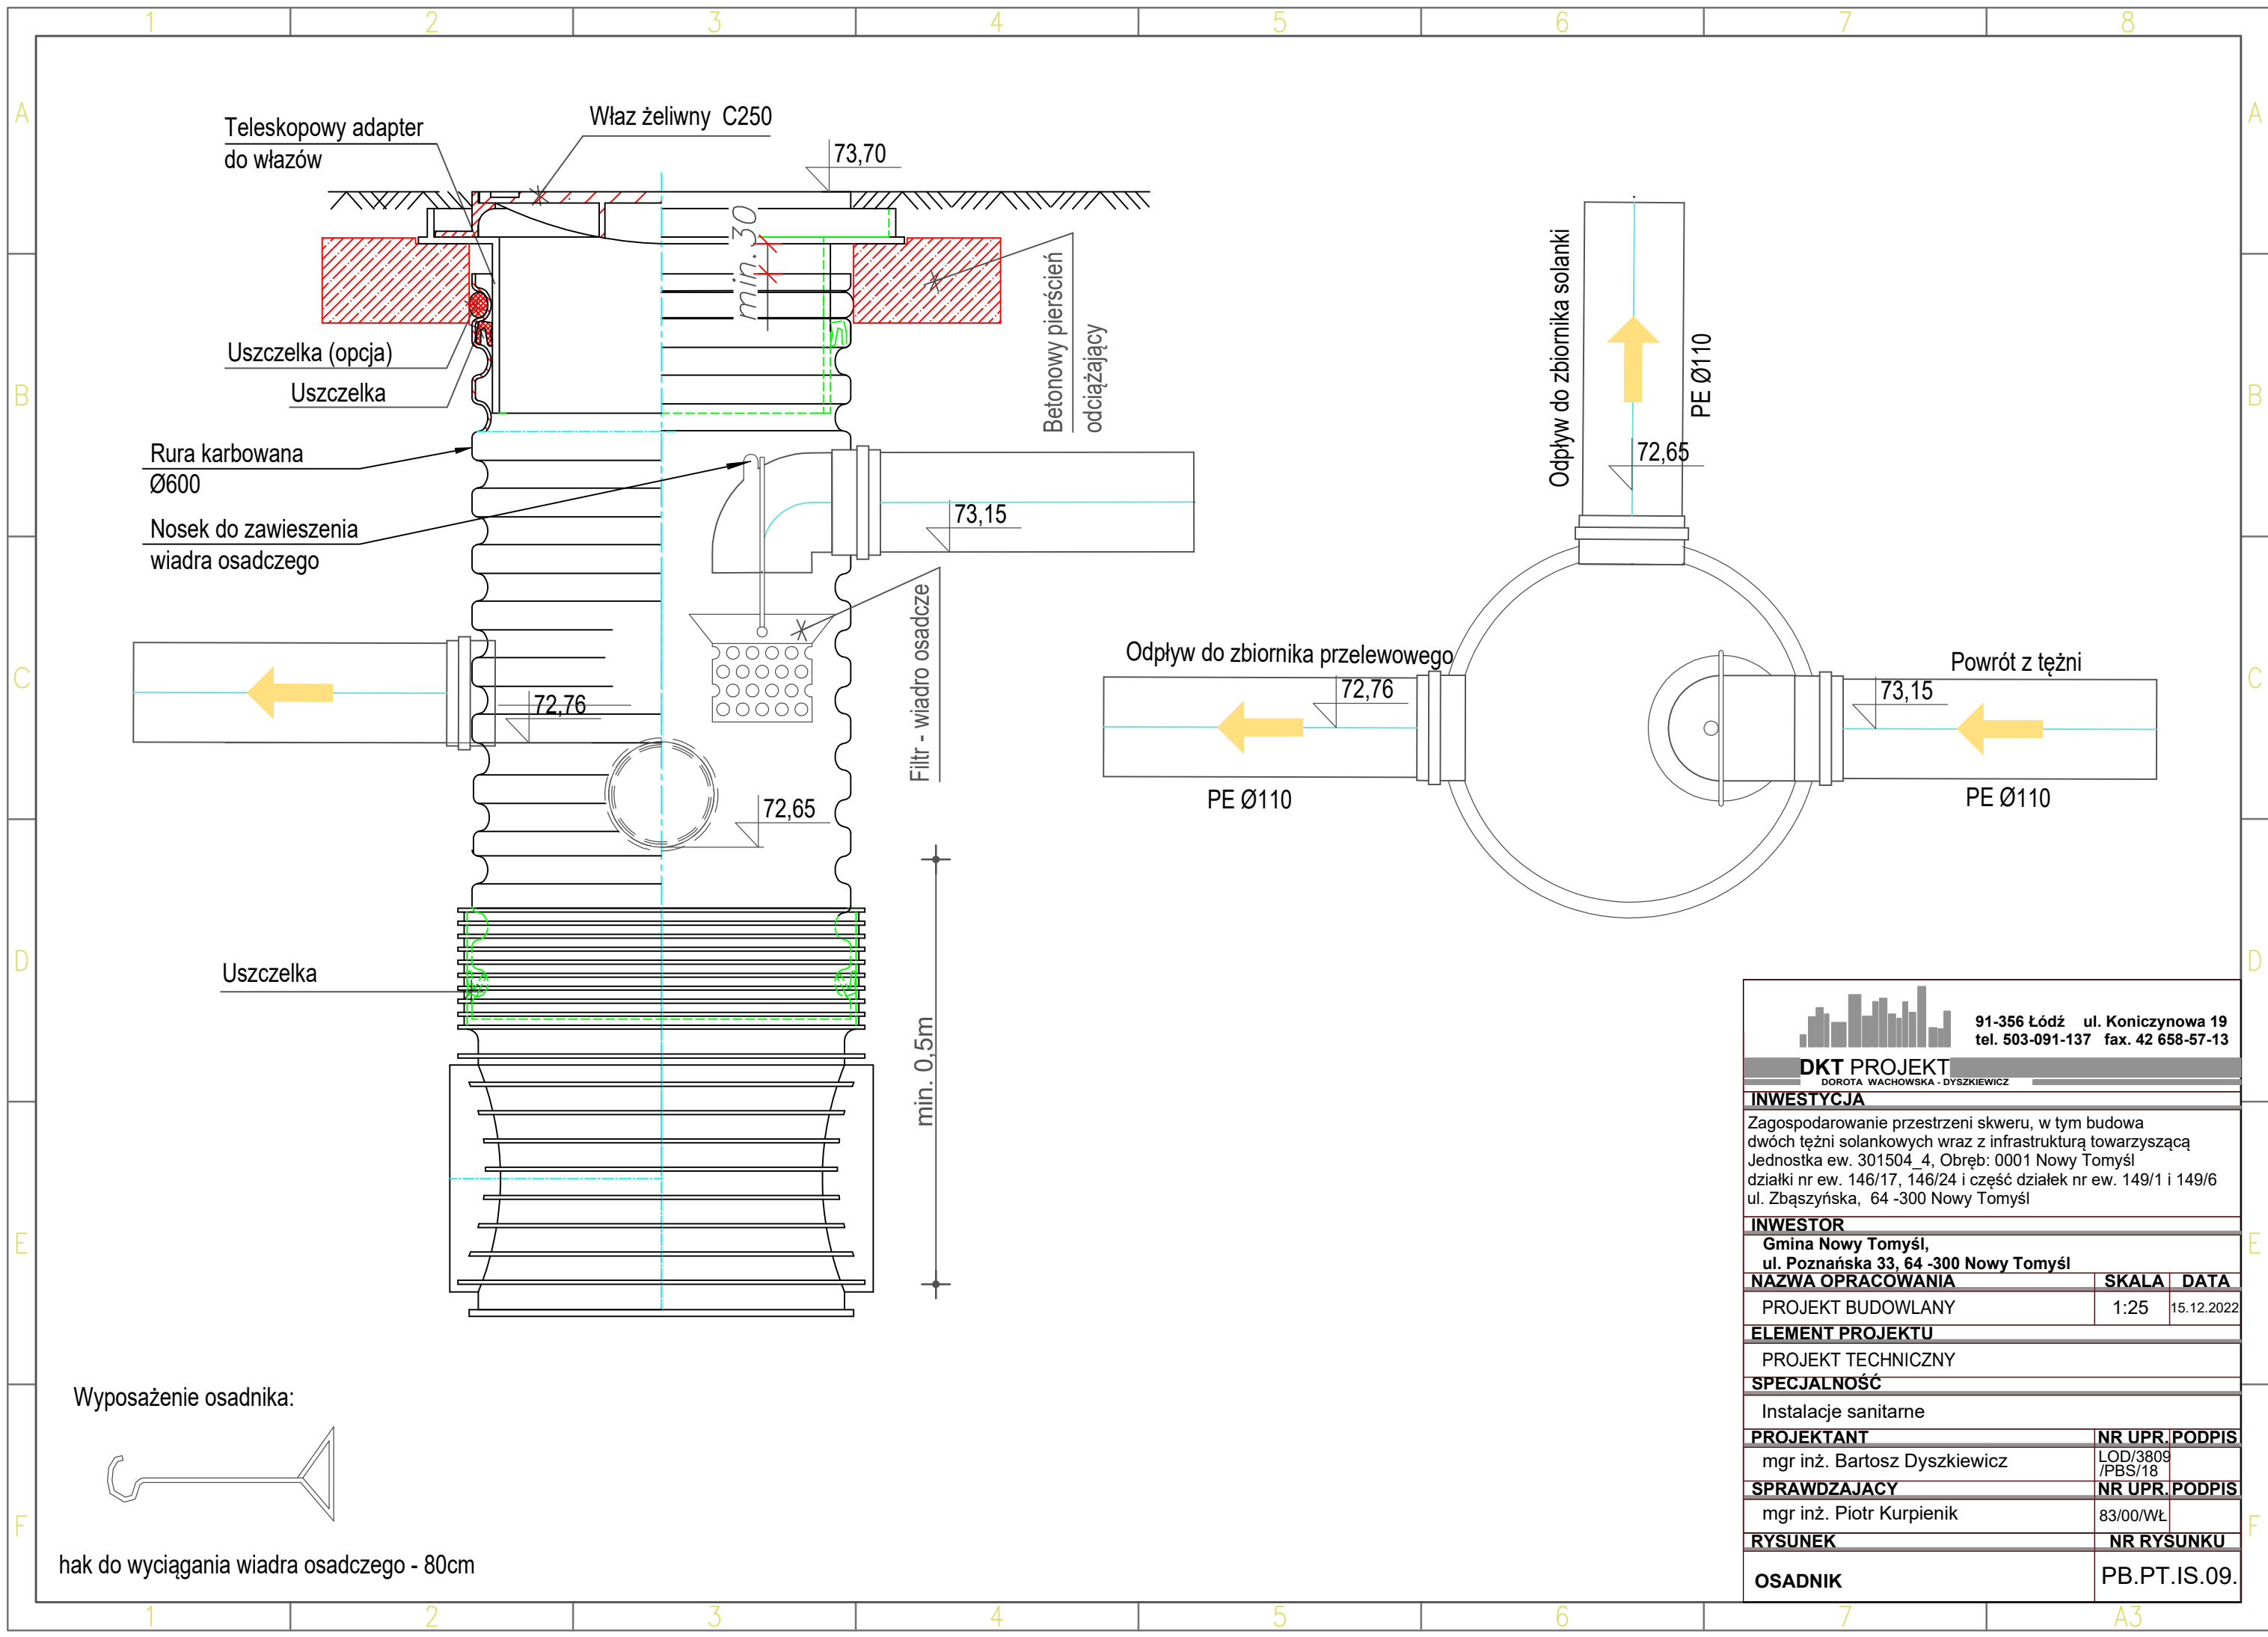 1 2 3 4 5 6 7 8
A A
B B
C C
D D
E E
F F
1 2 3 4 5 6 7 A3
Teleskopowy adapter
do włazów
Właz żeliwny C250
73,70
min. 30
Betonowy pierścień
odciążający
Uszczelka (opcja)
Uszczelka
Rura karbowana
Ø600
Nosek do zawieszenia
wiadra osadczego
73,15
Filtr - wiadro osadcze
72,76
72,65
Uszczelka
min. 0,5m
Odpływ do zbiornika solanki
PE Ø110
72,65
Odpływ do zbiornika przelewowego
72,76
PE Ø110
Powrót z tężni
73,15
PE Ø110
Wyposażenie osadnika:
hak do wyciągania wiadra osadczego - 80cm
91-356 Łódź ul. Koniczynowa 19
tel. 503-091-137 fax. 42 658-57-13
DKT PROJEKT
DOROTA WACHOWSKA - DYSZKIEWICZ
INWESTYCJA
Zagospodarowanie przestrzeni skweru, w tym budowa
dwóch tężni solankowych wraz z infrastrukturą towarzyszącą
Jednostka ew. 301504_4, Obręb: 0001 Nowy Tomyśl
działki nr ew. 146/17, 146/24 i część działek nr ew. 149/1 i 149/6
ul. Zbąszyńska, 64 -300 Nowy Tomyśl
INWESTOR
Gmina Nowy Tomyśl,
ul. Poznańska 33, 64 -300 Nowy Tomyśl
NAZWA OPRACOWANIA SKALA DATA
PROJEKT BUDOWLANY 1:25 15.12.2022
ELEMENT PROJEKTU
PROJEKT TECHNICZNY
SPECJALNOŚĆ
Instalacje sanitarne
PROJEKTANT NR UPR. PODPIS
mgr inż. Bartosz Dyszkiewicz LOD/3809
/PBS/18
SPRAWDZAJACY NR UPR. PODPIS
mgr inż. Piotr Kurpienik 83/00/WŁ
RYSUNEK NR RYSUNKU
OSADNIK PB.PT.IS.09.